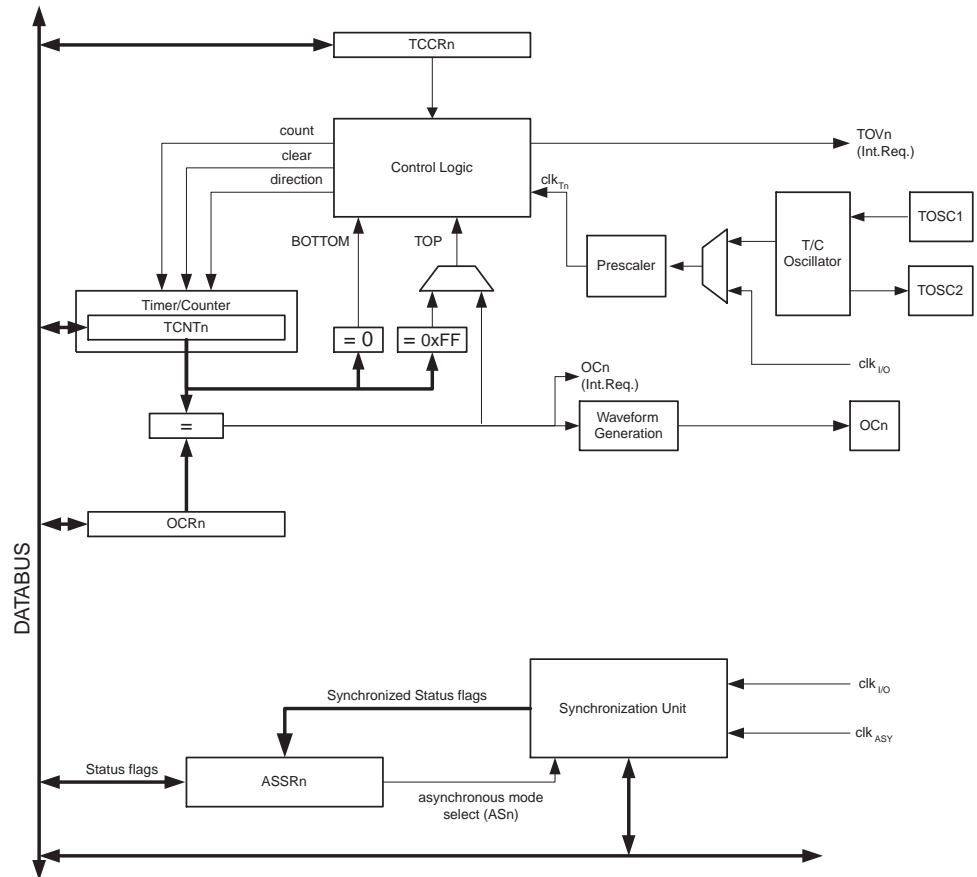 TCCRn
count
clear
direction
Control Logic
TOVn
(Int.Req.)
clkTn
BOTTOM
TOP
Prescaler
T/C
Oscillator
TOSC1
TOSC2
Timer/Counter
TCNTn
= 0
= 0xFF
clkI/O
OCn
(Int.Req.)
=
Waveform
Generation
OCn
OCRn
DATABUS
Synchronized Status flags
Synchronization Unit
clkI/O
clkASY
Status flags
ASSRn
asynchronous mode
select (ASn)